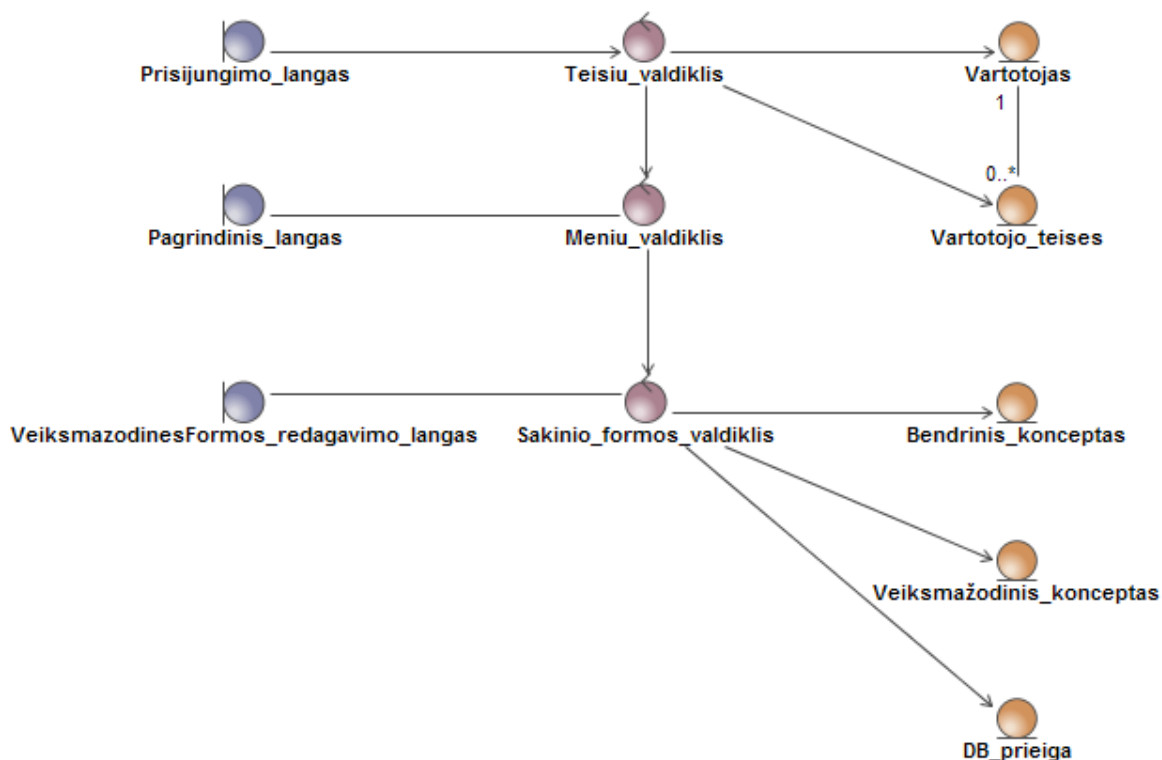 Prisijungimo_langas
Teisiu_valdiklis
Vartotojas
1
0..*
Pagrindinis_langas
Meniu_valdiklis
Vartotojo_teises
VeiksmazodinesFormos_redagavimo_langas
Sakinio_formos_valdiklis
Bendrinis_konceptas
Veiksmažodinis_konceptas
DB_prieiga